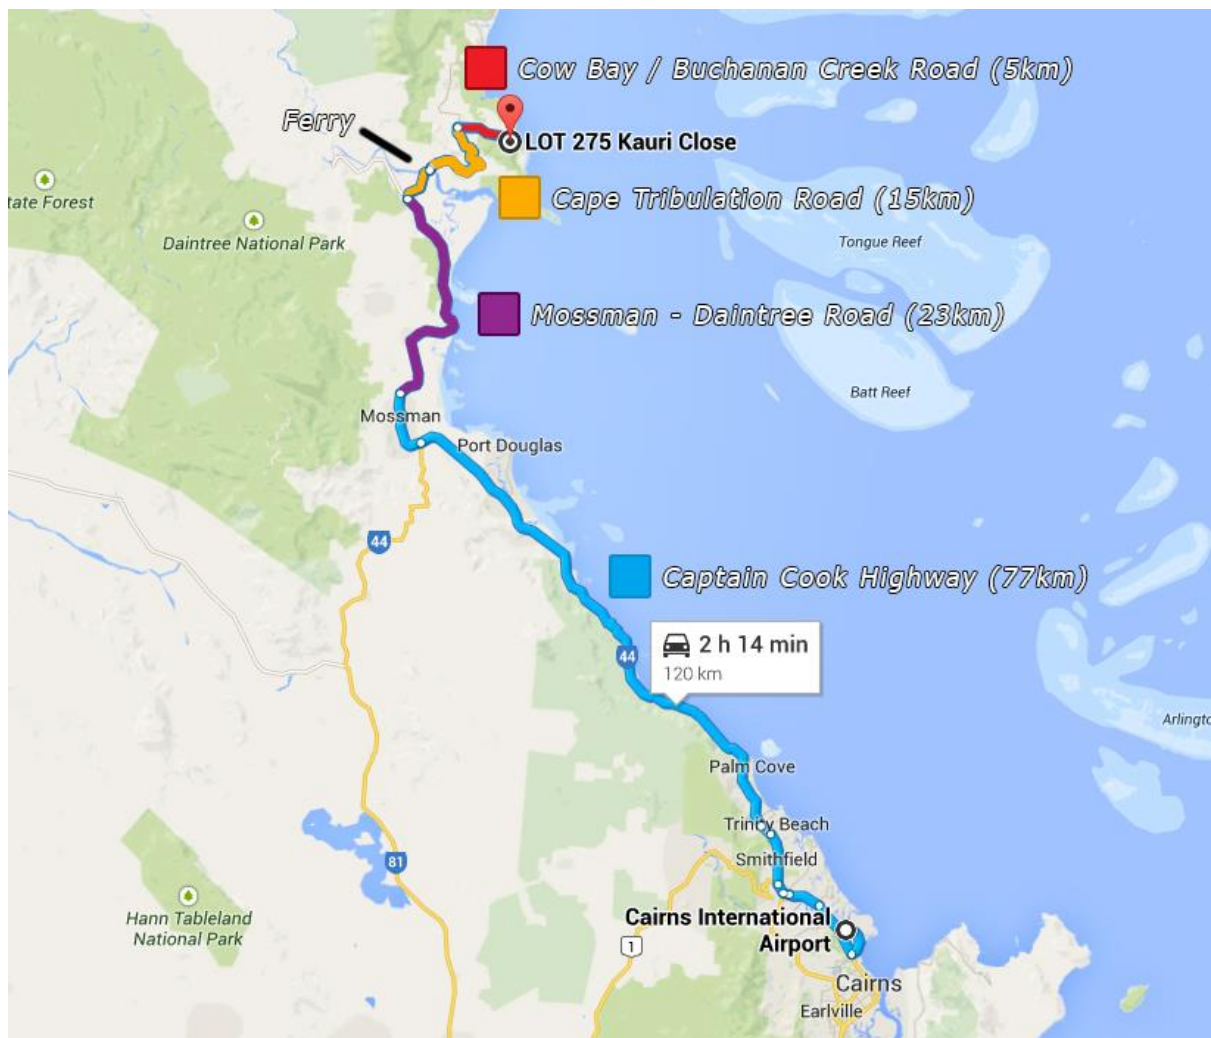 Cow Bay / Buchanan Creek Road (5km)
Ferry
LOT 275 Kauri Close
tate Forest
Cape Tribulation Road (15km)
Daintree National Park
Tongue Reef
Mossman - Daintree Road (23km)
Batt Reef
Mossman
Port Douglas
44
Captain Cook Highway (77km)
2 h 14 min
120 km
44
Arlingto
Palm Cove
Trinity Beach
Smithfield
81
Hann Tableland
National Park
Cairns International
Airport
1
Cairns
Earlville